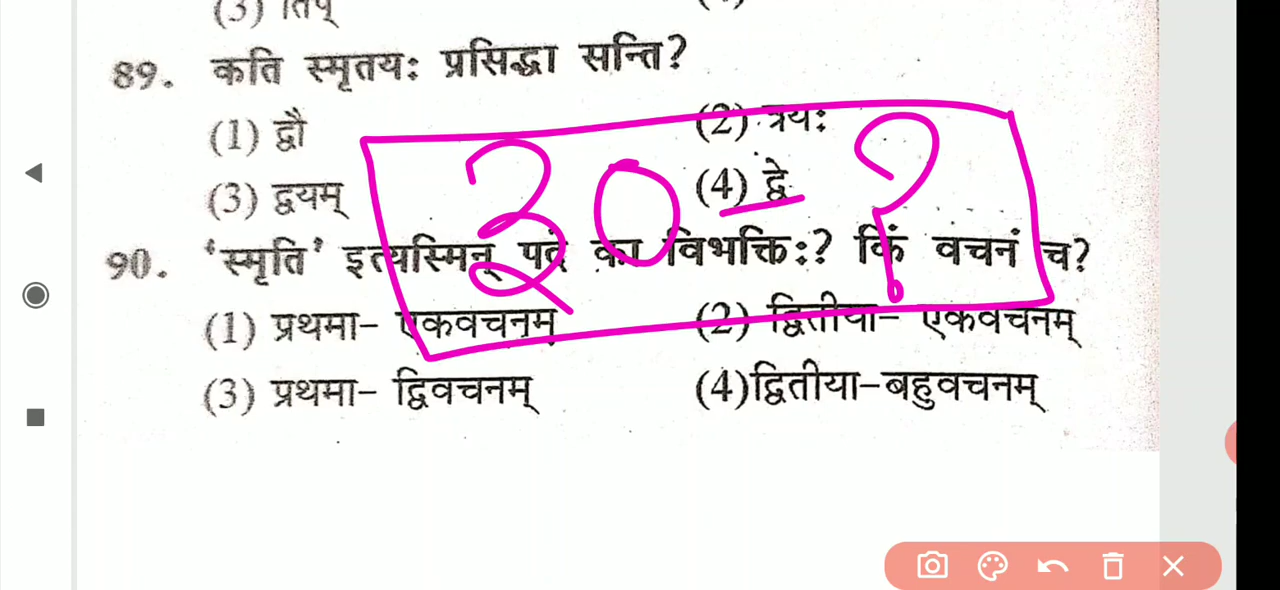 (3) तिप्
89. कति स्मृतयः प्रसिद्धा सन्ति?
(1) द्वौ (2) त्रयः
(3) द्वयम् (4) द्वे
30 ?
90. ‘स्मृति’ इत्यस्मिन् पदे का विभक्तिः? किं वचनं च?
(1) प्रथमा- एकवचनम् (2) द्वितीया- एकवचनम्
(3) प्रथमा- द्विवचनम् (4)द्वितीया-बहुवचनम्